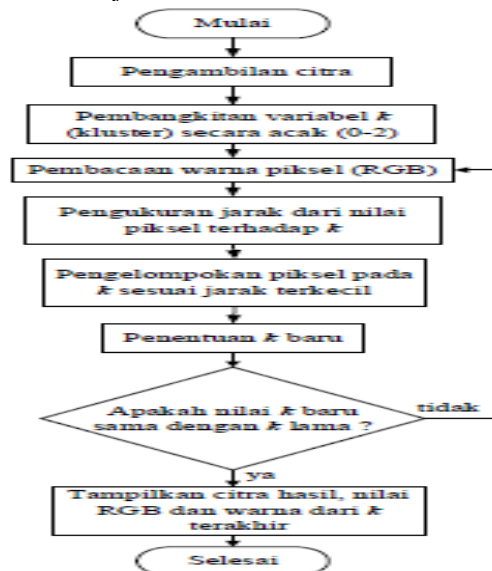 Mulai
Pengambilan citra
Pembangkitan variabel k
(kluster) secara acak (0-2)
Pembacaan warna piksel (RGB)
Pengukuran jarak dari nilai
piksel terhadap k
Pengelompokan piksel pada
k sesuai jarak terkecil
Penentuan k baru
Apakah nilai k baru
sama dengan k lama ?
tidak
ya
Tampilkan citra hasil, nilai
RGB dan warna dari k
terakhir
Selesai